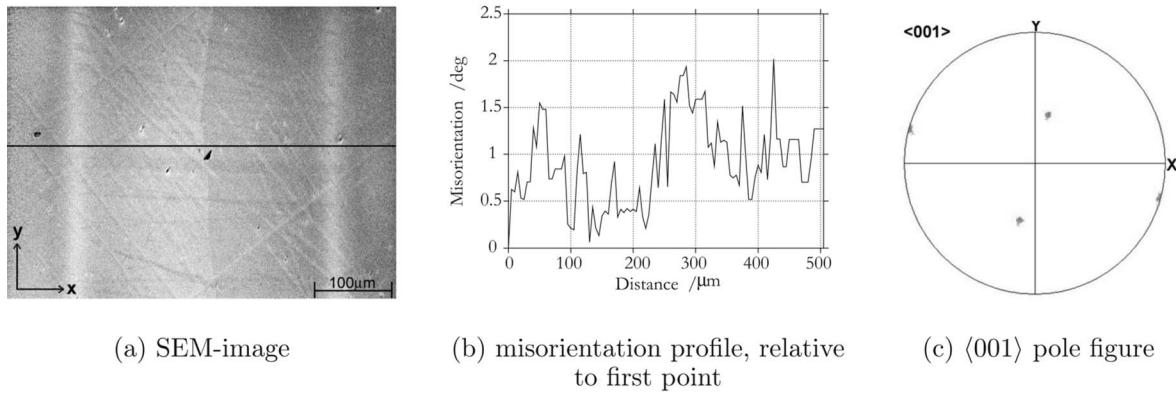 y
x
100μm
2.5
2
1.5
1
0.5
0
Misorientation /deg
0 100 200 300 400 500
Distance /μm
<001>
Y
X
(a) SEM-image
(b) misorientation profile, relative
to first point
(c) ⟨001⟩ pole figure